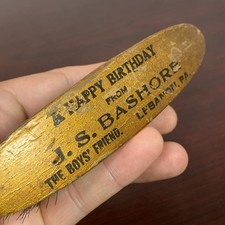 A HAPPY BIRTHDAY
FROM
J. S. BASHORE
THE BOYS' FRIEND. LEBANON, PA.